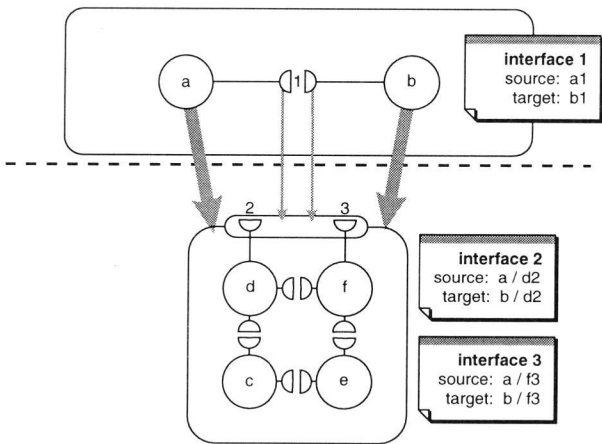 a
1
b
interface 1
source: a1
target: b1
2
3
d
f
c
e
interface 2
source: a / d2
target: b / d2
interface 3
source: a / f3
target: b / f3